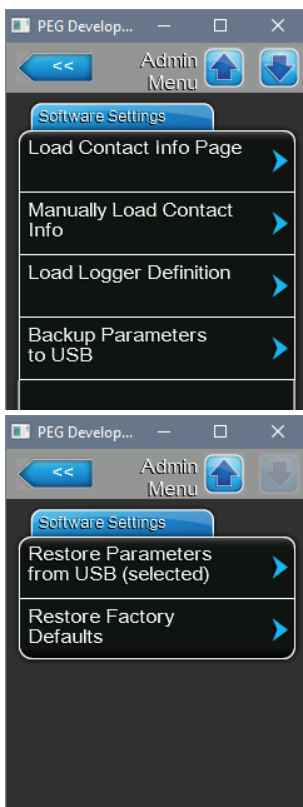 PEG Develop...
<<
Admin
Menu
Software Settings
Load Contact Info Page
Manually Load Contact
Info
Load Logger Definition
Backup Parameters
to USB
PEG Develop...
<<
Admin
Menu
Software Settings
Restore Parameters
from USB (selected)
Restore Factory
Defaults